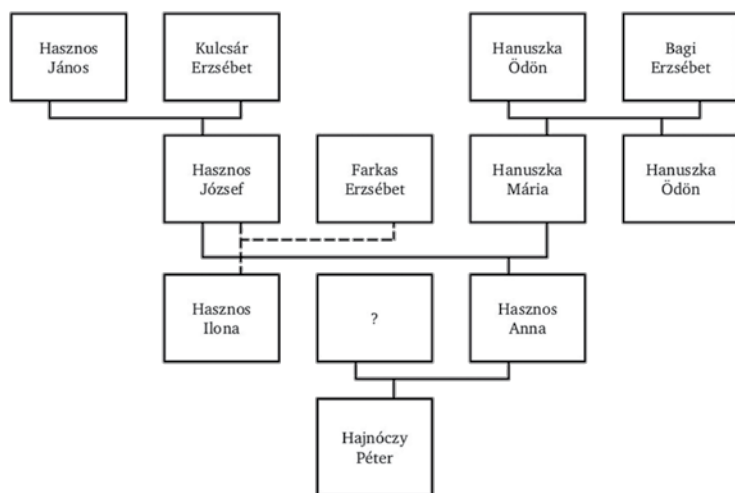 Hasznos
János
Kulcsár
Erzsébet
Hanuszka
Ödön
Bagi
Erzsébet
Hasznos
József
Farkas
Erzsébet
Hanuszka
Mária
Hanuszka
Ödön
Hasznos
Ilona
?
Hasznos
Anna
Hajnóczy
Péter